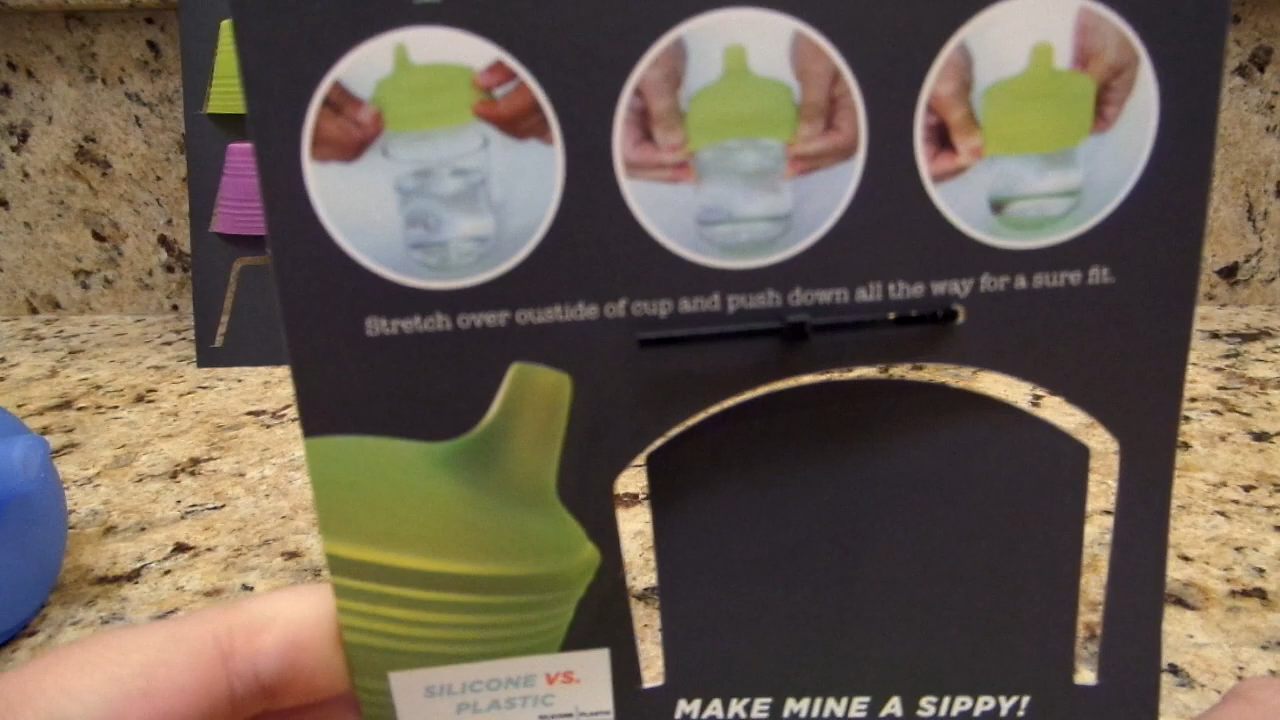 Stretch over oustide of cup and push down all the way for a sure fit.
SILICONE VS.
PLASTIC
MAKE MINE A SIPPY!